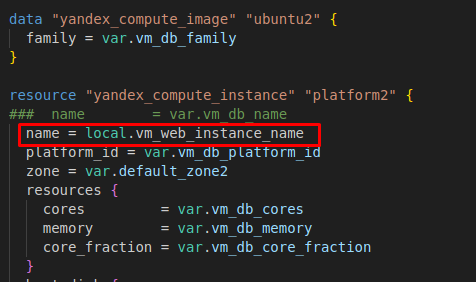 data "yandex_compute_image" "ubuntu2" {
  family = var.vm_db_family
}

resource "yandex_compute_instance" "platform2" {
###  name        = var.vm_db_name
  name = local.vm_web_instance_name
  platform_id = var.vm_db_platform_id
  zone = var.default_zone2
  resources {
    cores         = var.vm_db_cores
    memory        = var.vm_db_memory
    core_fraction = var.vm_db_core_fraction
  }